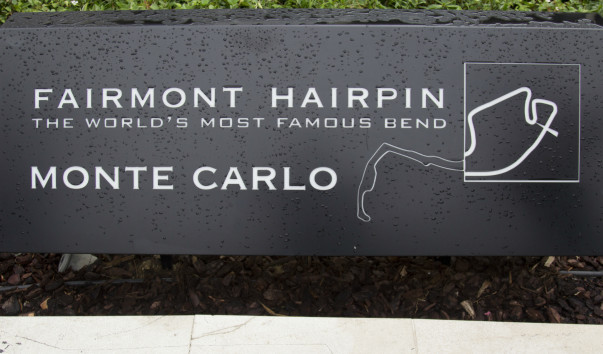 FAIRMONT HAIRPIN
THE WORLD'S MOST FAMOUS BEND
MONTE CARLO